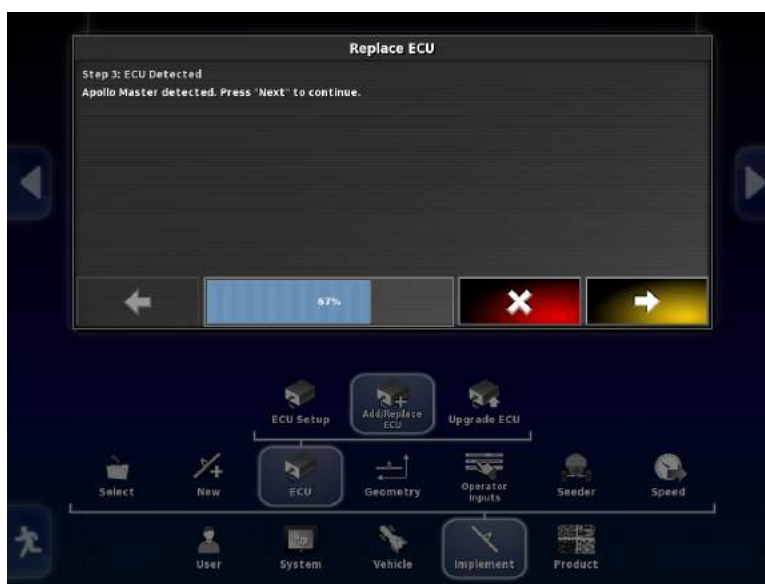 Replace ECU
Step 3: ECU Detected
Apollo Master detected. Press "Next" to continue.
67%
ECU Setup
Add/Replace
ECU
Upgrade ECU
Select
New
ECU
Geometry
Operator
Inputs
Seeder
Speed
User
System
Vehicle
Implement
Product